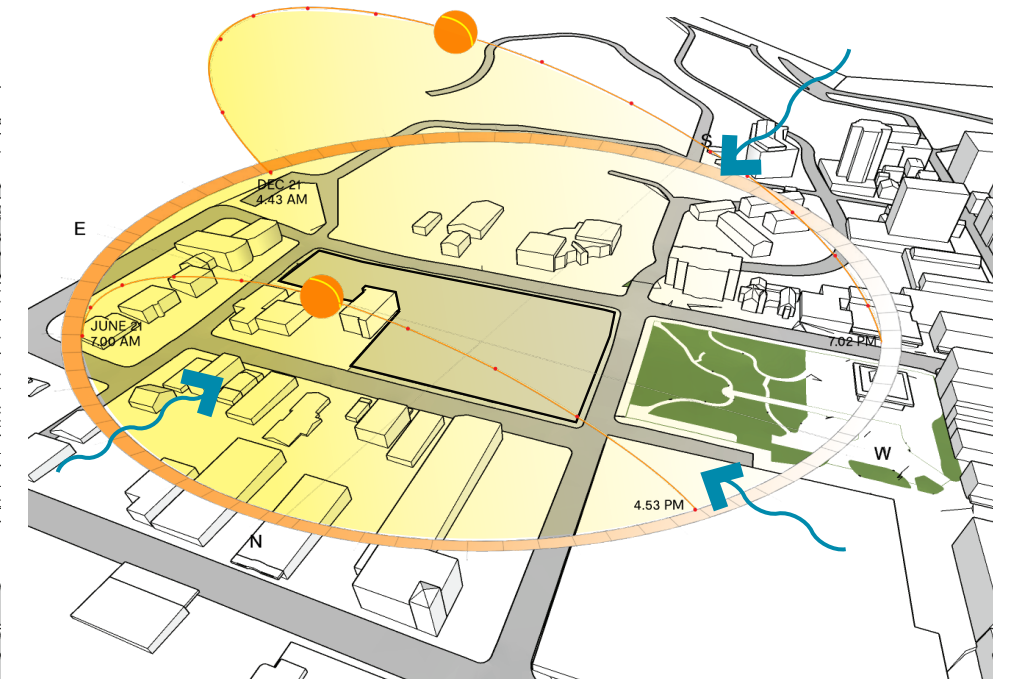 S
DEC 21
4.43 AM
E
JUNE 21
7.00 AM
7.02 PM
W
4.53 PM
N